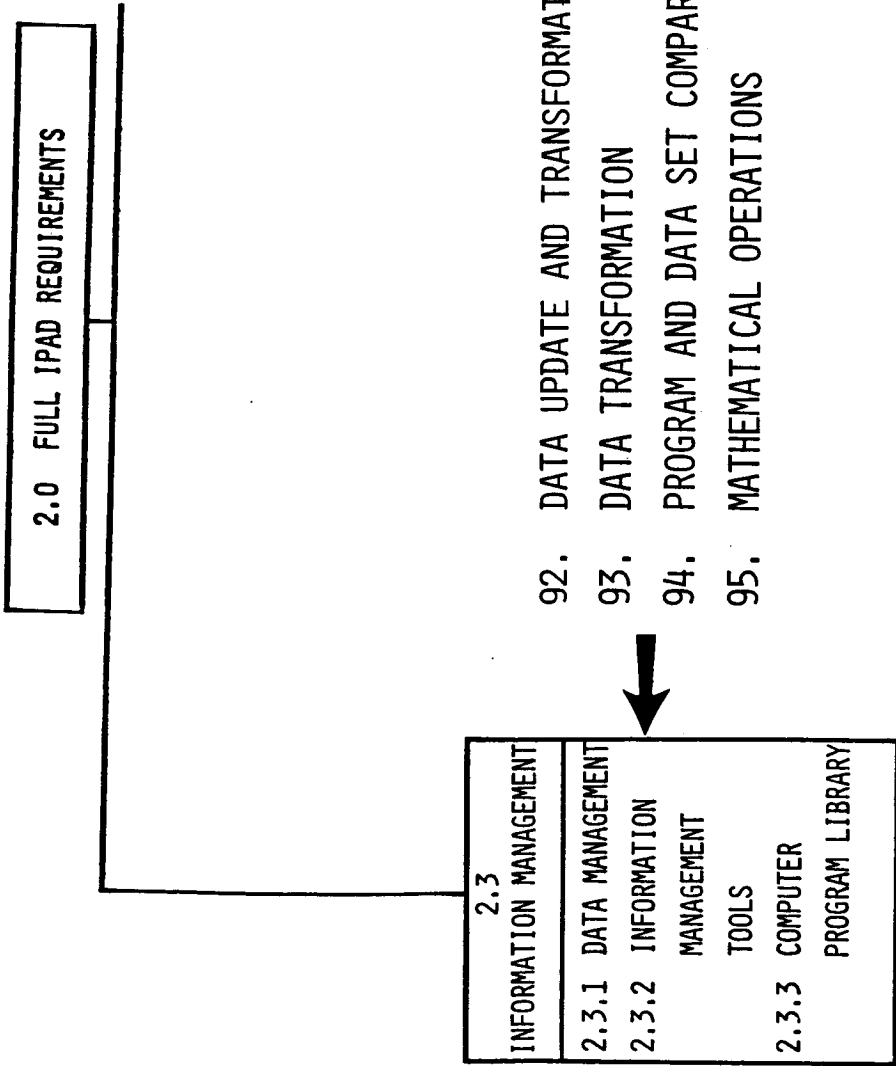 2.0 FULL IPAD REQUIREMENTS
2.3
INFORMATION MANAGEMENT
2.3.1 DATA MANAGEMENT
2.3.2 INFORMATION
MANAGEMENT
TOOLS
2.3.3 COMPUTER
PROGRAM LIBRARY
92. DATA UPDATE AND
93. DATA TRANSFORMATION
94. PROGRAM AND DATA SET
95. MATHEMATICAL OPERATIONS